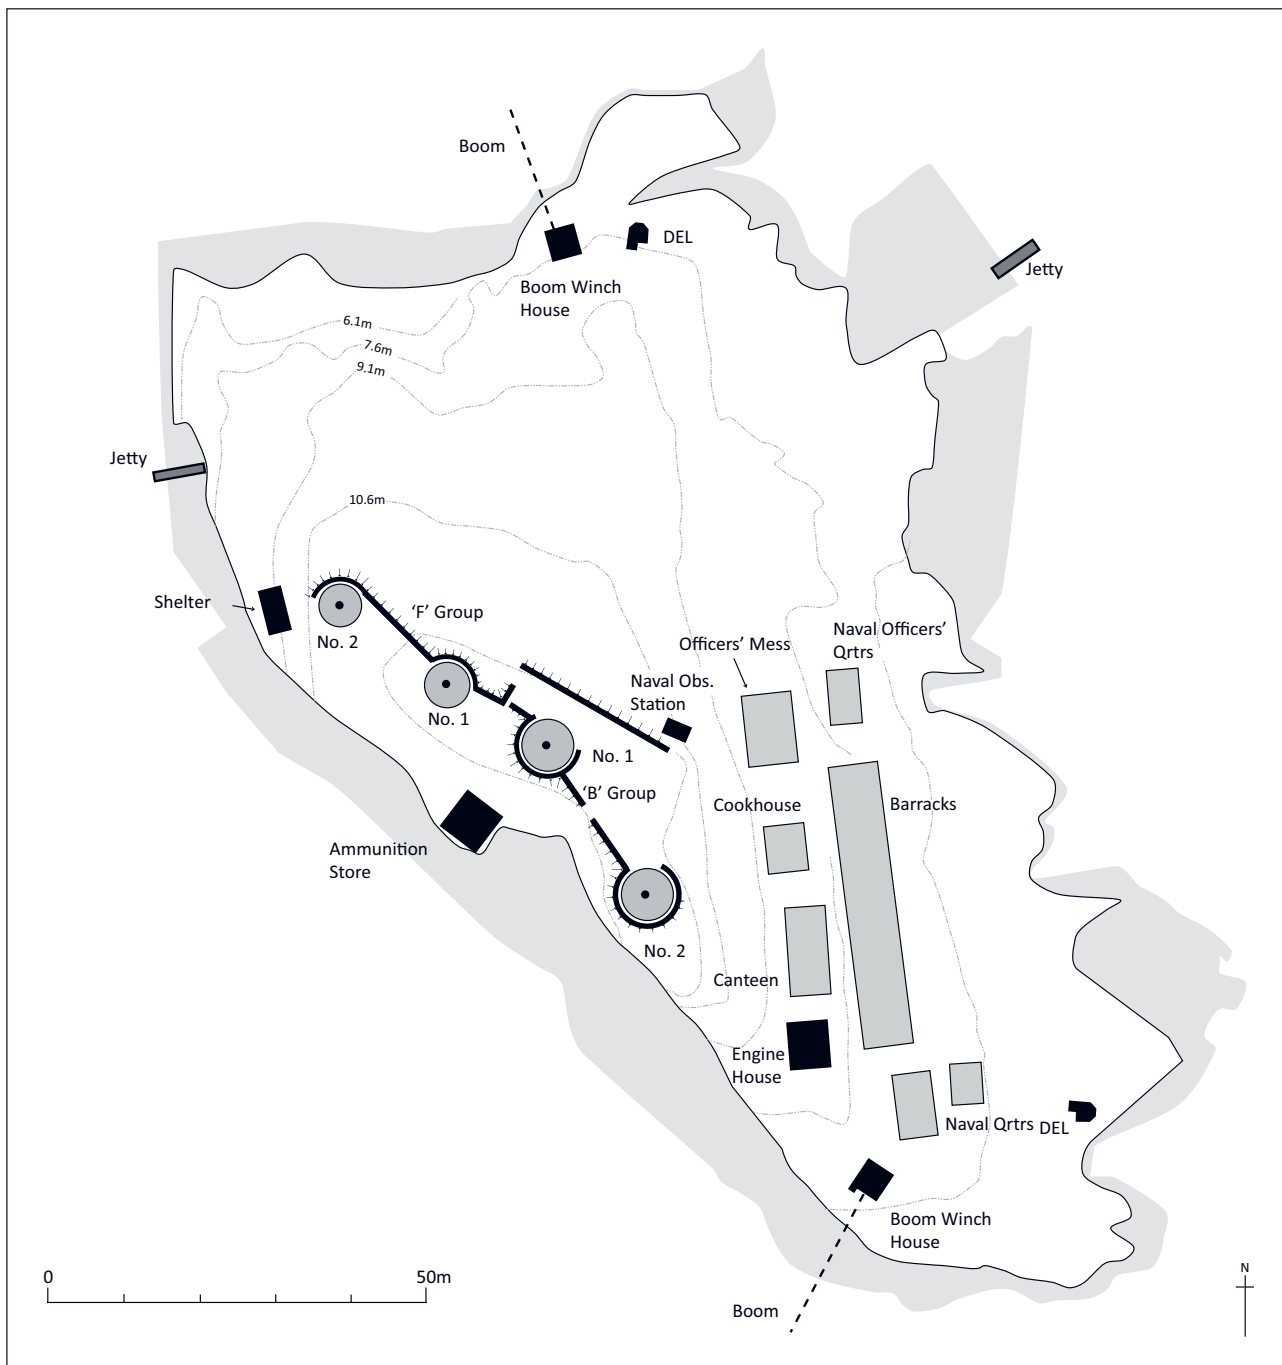 Boom
DEL
Jetty
Boom Winch
House
6.1m
7.6m
9.1m
Jetty
10.6m
Shelter
‘F’ Group
No. 2
Officers’ Mess
Naval Officers’
Qrtrs
Naval Obs.
Station
No. 1
No. 1
‘B’ Group
Cookhouse
Barracks
Ammunition
Store
No. 2
Canteen
Engine
House
Naval Qrtrs
DEL
Boom Winch
House
0
50m
N
Boom